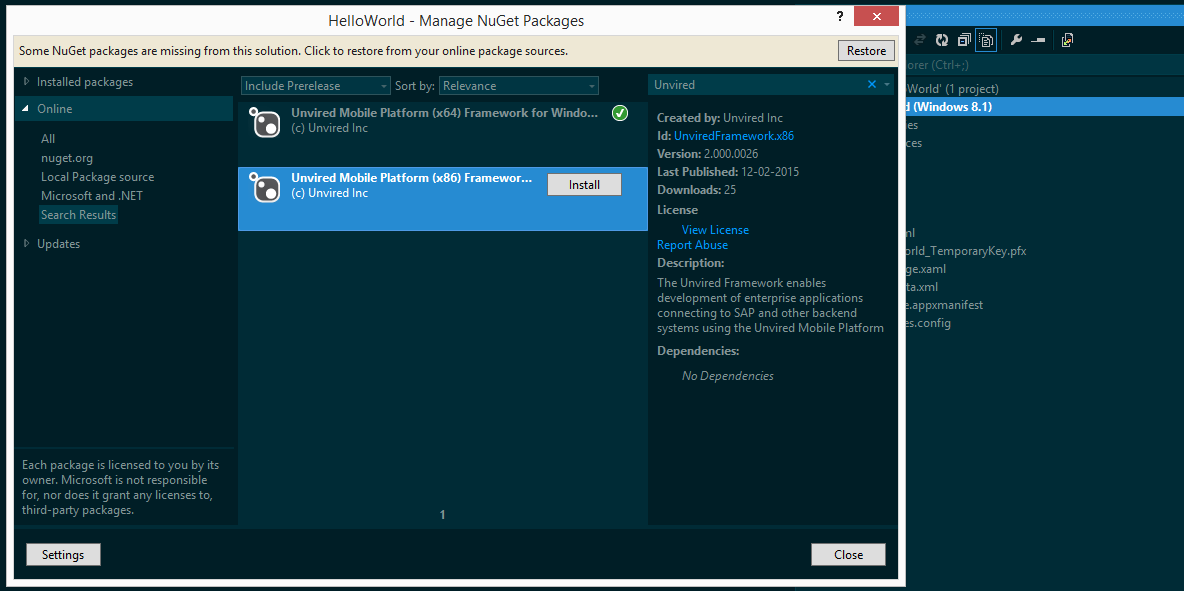 HelloWorld - Manage NuGet Packages
?
Some NuGet packages are missing from this solution. Click to restore from your online package sources.
Restore
Installed packages
Online
All
nuget.org
Local Package source
Microsoft and .NET
Search Results
Updates
Each package is licensed to you by its
owner. Microsoft is not responsible
for, nor does it grant any licenses to,
third-party packages.
Include Prerelease
Sort by:
Relevance
Unvired Mobile Platform (x64) Framework for Windo...
(c) Unvired Inc
Unvired Mobile Platform (x86) Framewor...
(c) Unvired Inc
Install
1
Unvired
Created by: Unvired Inc
Id: UnviredFramework.x86
Version: 2.000.0026
Last Published: 12-02-2015
Downloads: 25
License
View License
Report Abuse
Description:
The Unvired Framework enables
development of enterprise applications
connecting to SAP and other backend
systems using the Unvired Mobile Platform
Dependencies:
No Dependencies
Settings
Close
orer (Ctrl+;)
oWorld' (1 project)
d (Windows 8.1)
es
ces
ml
orld_TemporaryKey.pfx
ge.xaml
ta.xml
e.appxmanifest
es.config